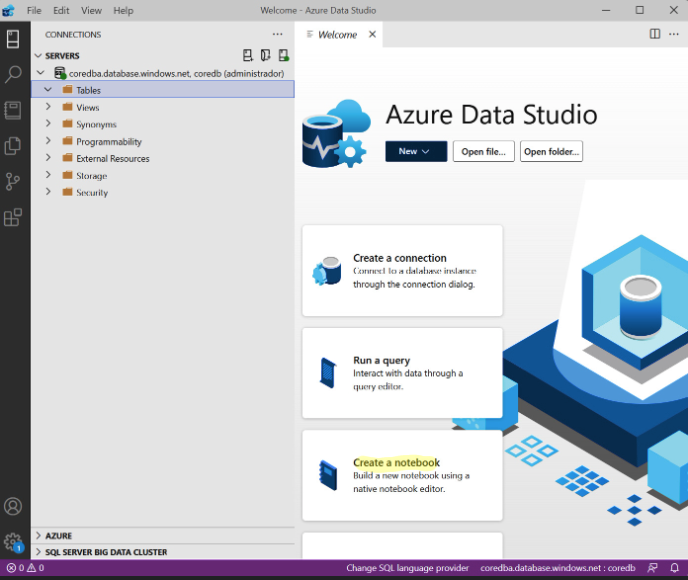 File Edit View Help
Welcome - Azure Data Studio
CONNECTIONS
Welcome
SERVERS
coredba.database.windows.net, coredb (administrador)
Tables
Views
Synonyms
Programmability
External Resources
Storage
Security
Azure Data Studio
New
Open file...
Open folder...
Create a connection
Connect to a database instance
through the connection dialog.
Run a query
Interact with data through a
query editor.
Create a notebook
Build a new notebook using a
native notebook editor.
AZURE
SQL SERVER BIG DATA CLUSTER
1
0 0
Change SQL language provider
coredba.database.windows.net : coredb